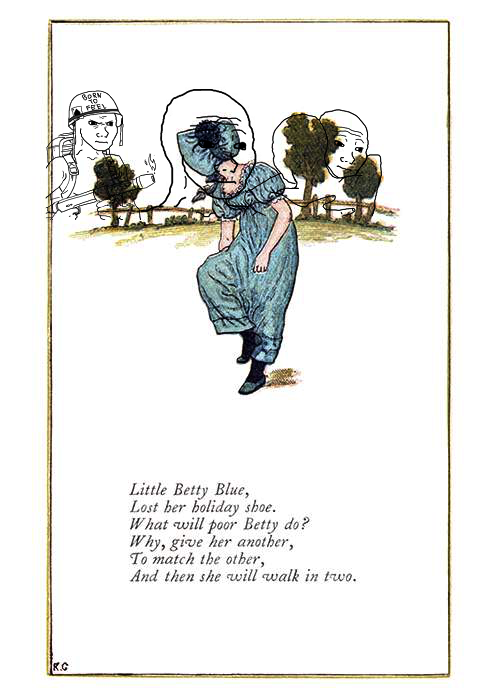 BORN
TO
FEEL
Little Betty Blue,
Lost her holiday shoe.
What will poor Betty do?
Why, give her another,
To match the other,
And then she will walk in two.
K.G